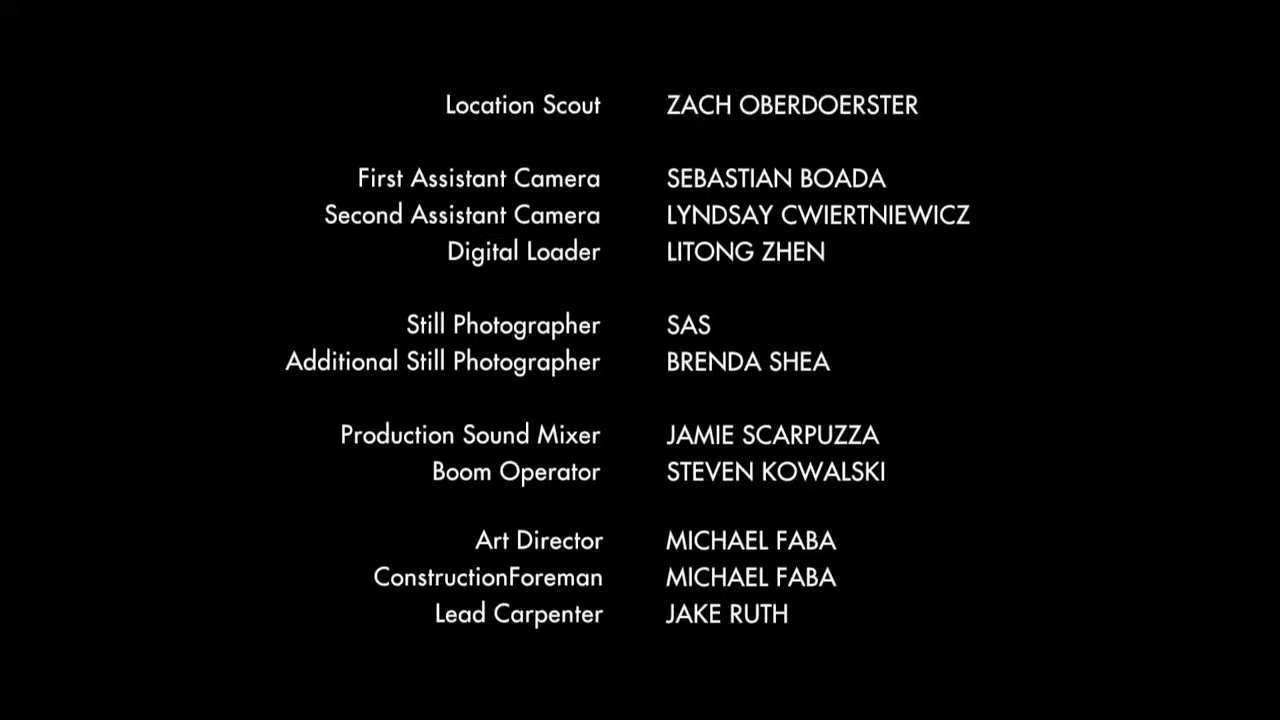 Location Scout ZACH OBERDOERSTER
First Assistant Camera SEBASTIAN BOADA
Second Assistant Camera LYNDSAY CWIERTNIEWICZ
Digital Loader LITONG ZHEN
Still Photographer SAS
Additional Still Photographer BRENDA SHEA
Production Sound Mixer JAMIE SCARPUZZA
Boom Operator STEVEN KOWALSKI
Art Director MICHAEL FABA
ConstructionForeman MICHAEL FABA
Lead Carpenter JAKE RUTH